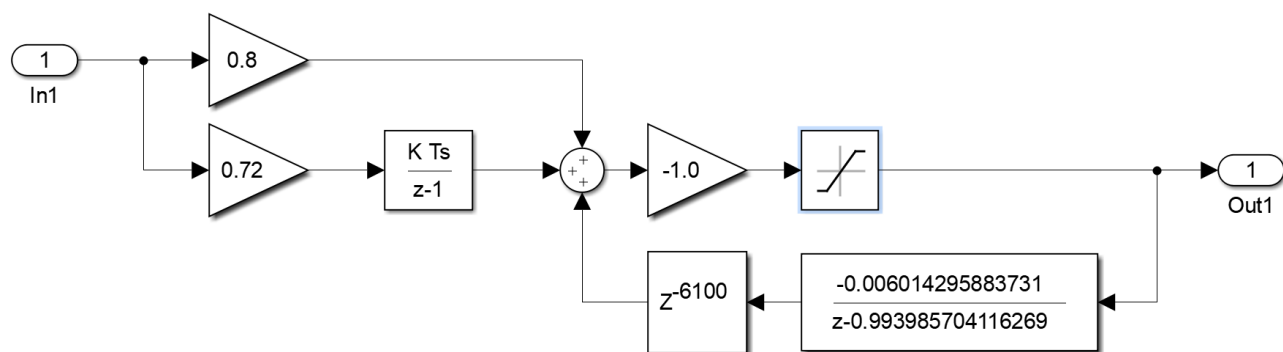 1
In1
0.8
0.72
K Ts
z-1
+
+
+
-1.0
1
Out1
Z-6100
-0.006014295883731
z-0.993985704116269